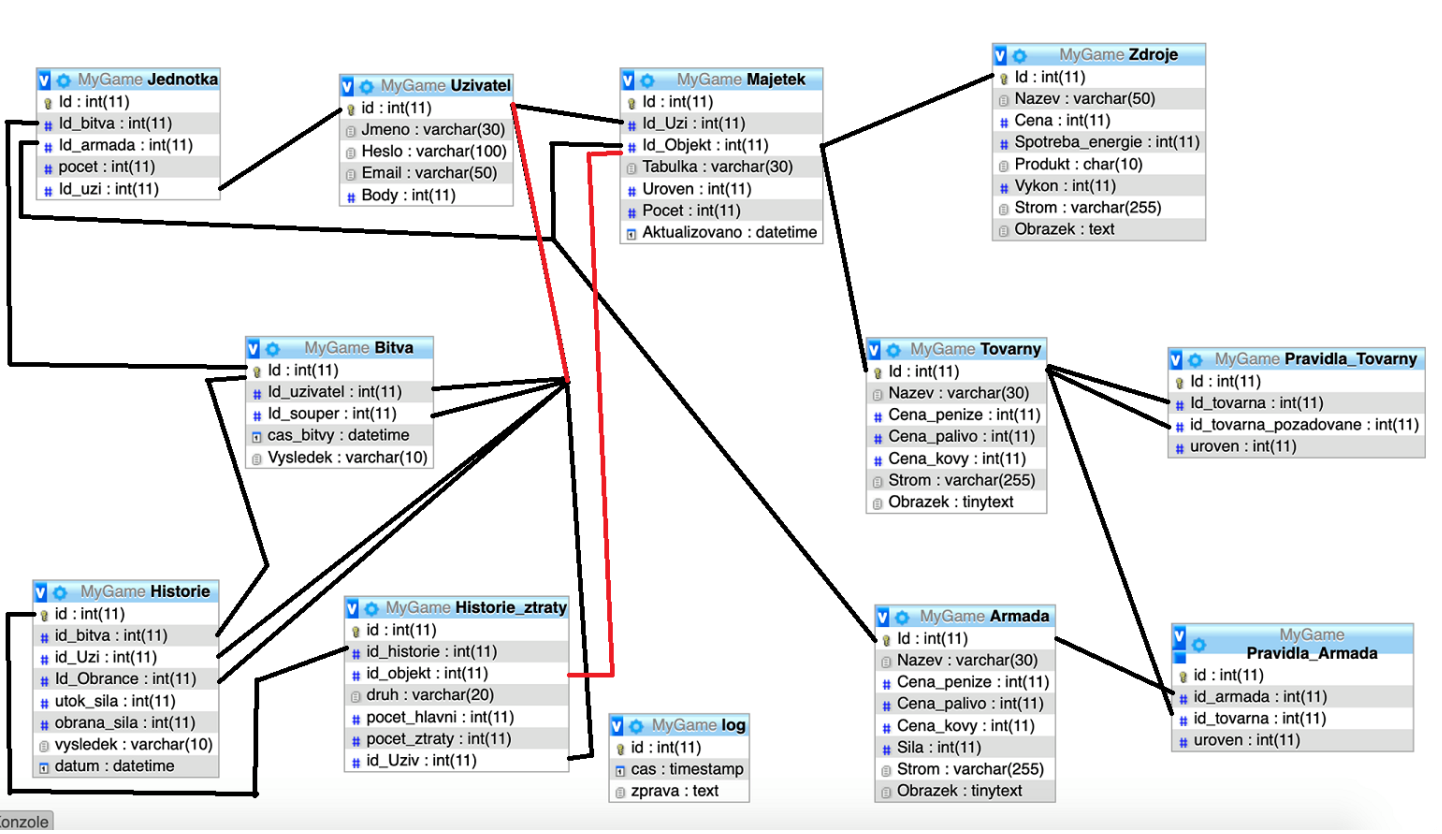 MyGame Jednotka
Id : int(11)
Id_bitva : int(11)
Id_armada : int(11)
pocet : int(11)
Id_uzi : int(11)
MyGame Uzivatel
id : int(11)
Jmeno : varchar(30)
Heslo : varchar(100)
Email : varchar(50)
Body : int(11)
MyGame Majetek
Id : int(11)
Id_Uzi : int(11)
Id_Objekt : int(11)
Tabulka : varchar(30)
Uroven : int(11)
Pocet : int(11)
Aktualizovano : datetime
MyGame Zdroje
Id : int(11)
Nazev : varchar(50)
Cena : int(11)
Spotreba_energie : int(11)
Produkt : char(10)
Vykon : int(11)
Strom : varchar(255)
Obrazek : text
MyGame Bitva
Id : int(11)
Id_uzivatel : int(11)
Id_souper : int(11)
cas_bitvy : datetime
Vysledek : varchar(10)
MyGame Tovarny
Id : int(11)
Nazev : varchar(30)
Cena_penize : int(11)
Cena_palivo : int(11)
Cena_kovy : int(11)
Strom : varchar(255)
Obrazek : tinytext
MyGame Pravidla_Tovarny
Id : int(11)
Id_tovarna : int(11)
id_tovarna_pozadovane : int(11)
uroven : int(11)
MyGame Historie
id : int(11)
id_bitva : int(11)
id_Uzi : int(11)
Id_Obrance : int(11)
utok_sila : int(11)
obrana_sila : int(11)
vysledek : varchar(10)
datum : datetime
MyGame Historie_ztraty
id : int(11)
id_historie : int(11)
id_objekt : int(11)
druh : varchar(20)
pocet_hlavni : int(11)
pocet_ztraty : int(11)
id_Uziv : int(11)
MyGame log
id : int(11)
cas : timestamp
zprava : text
MyGame Armada
Id : int(11)
Nazev : varchar(30)
Cena_penize : int(11)
Cena_palivo : int(11)
Cena_kovy : int(11)
Sila : int(11)
Strom : varchar(255)
Obrazek : tinytext
MyGame
Pravidla_Armada
id : int(11)
id_armada : int(11)
id_tovarna : int(11)
uroven : int(11)
Konzole